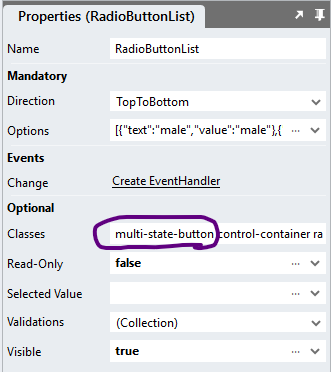 Properties (RadioButtonList)
Name RadioButtonList
Mandatory
Direction TopToBottom
Options [{"text":"male","value":"male"},{ ...
Events
Change Create EventHandler
Optional
Classes multi-state-button control-container ra
Read-Only false ...
Selected Value ...
Validations (Collection)
Visible true ...